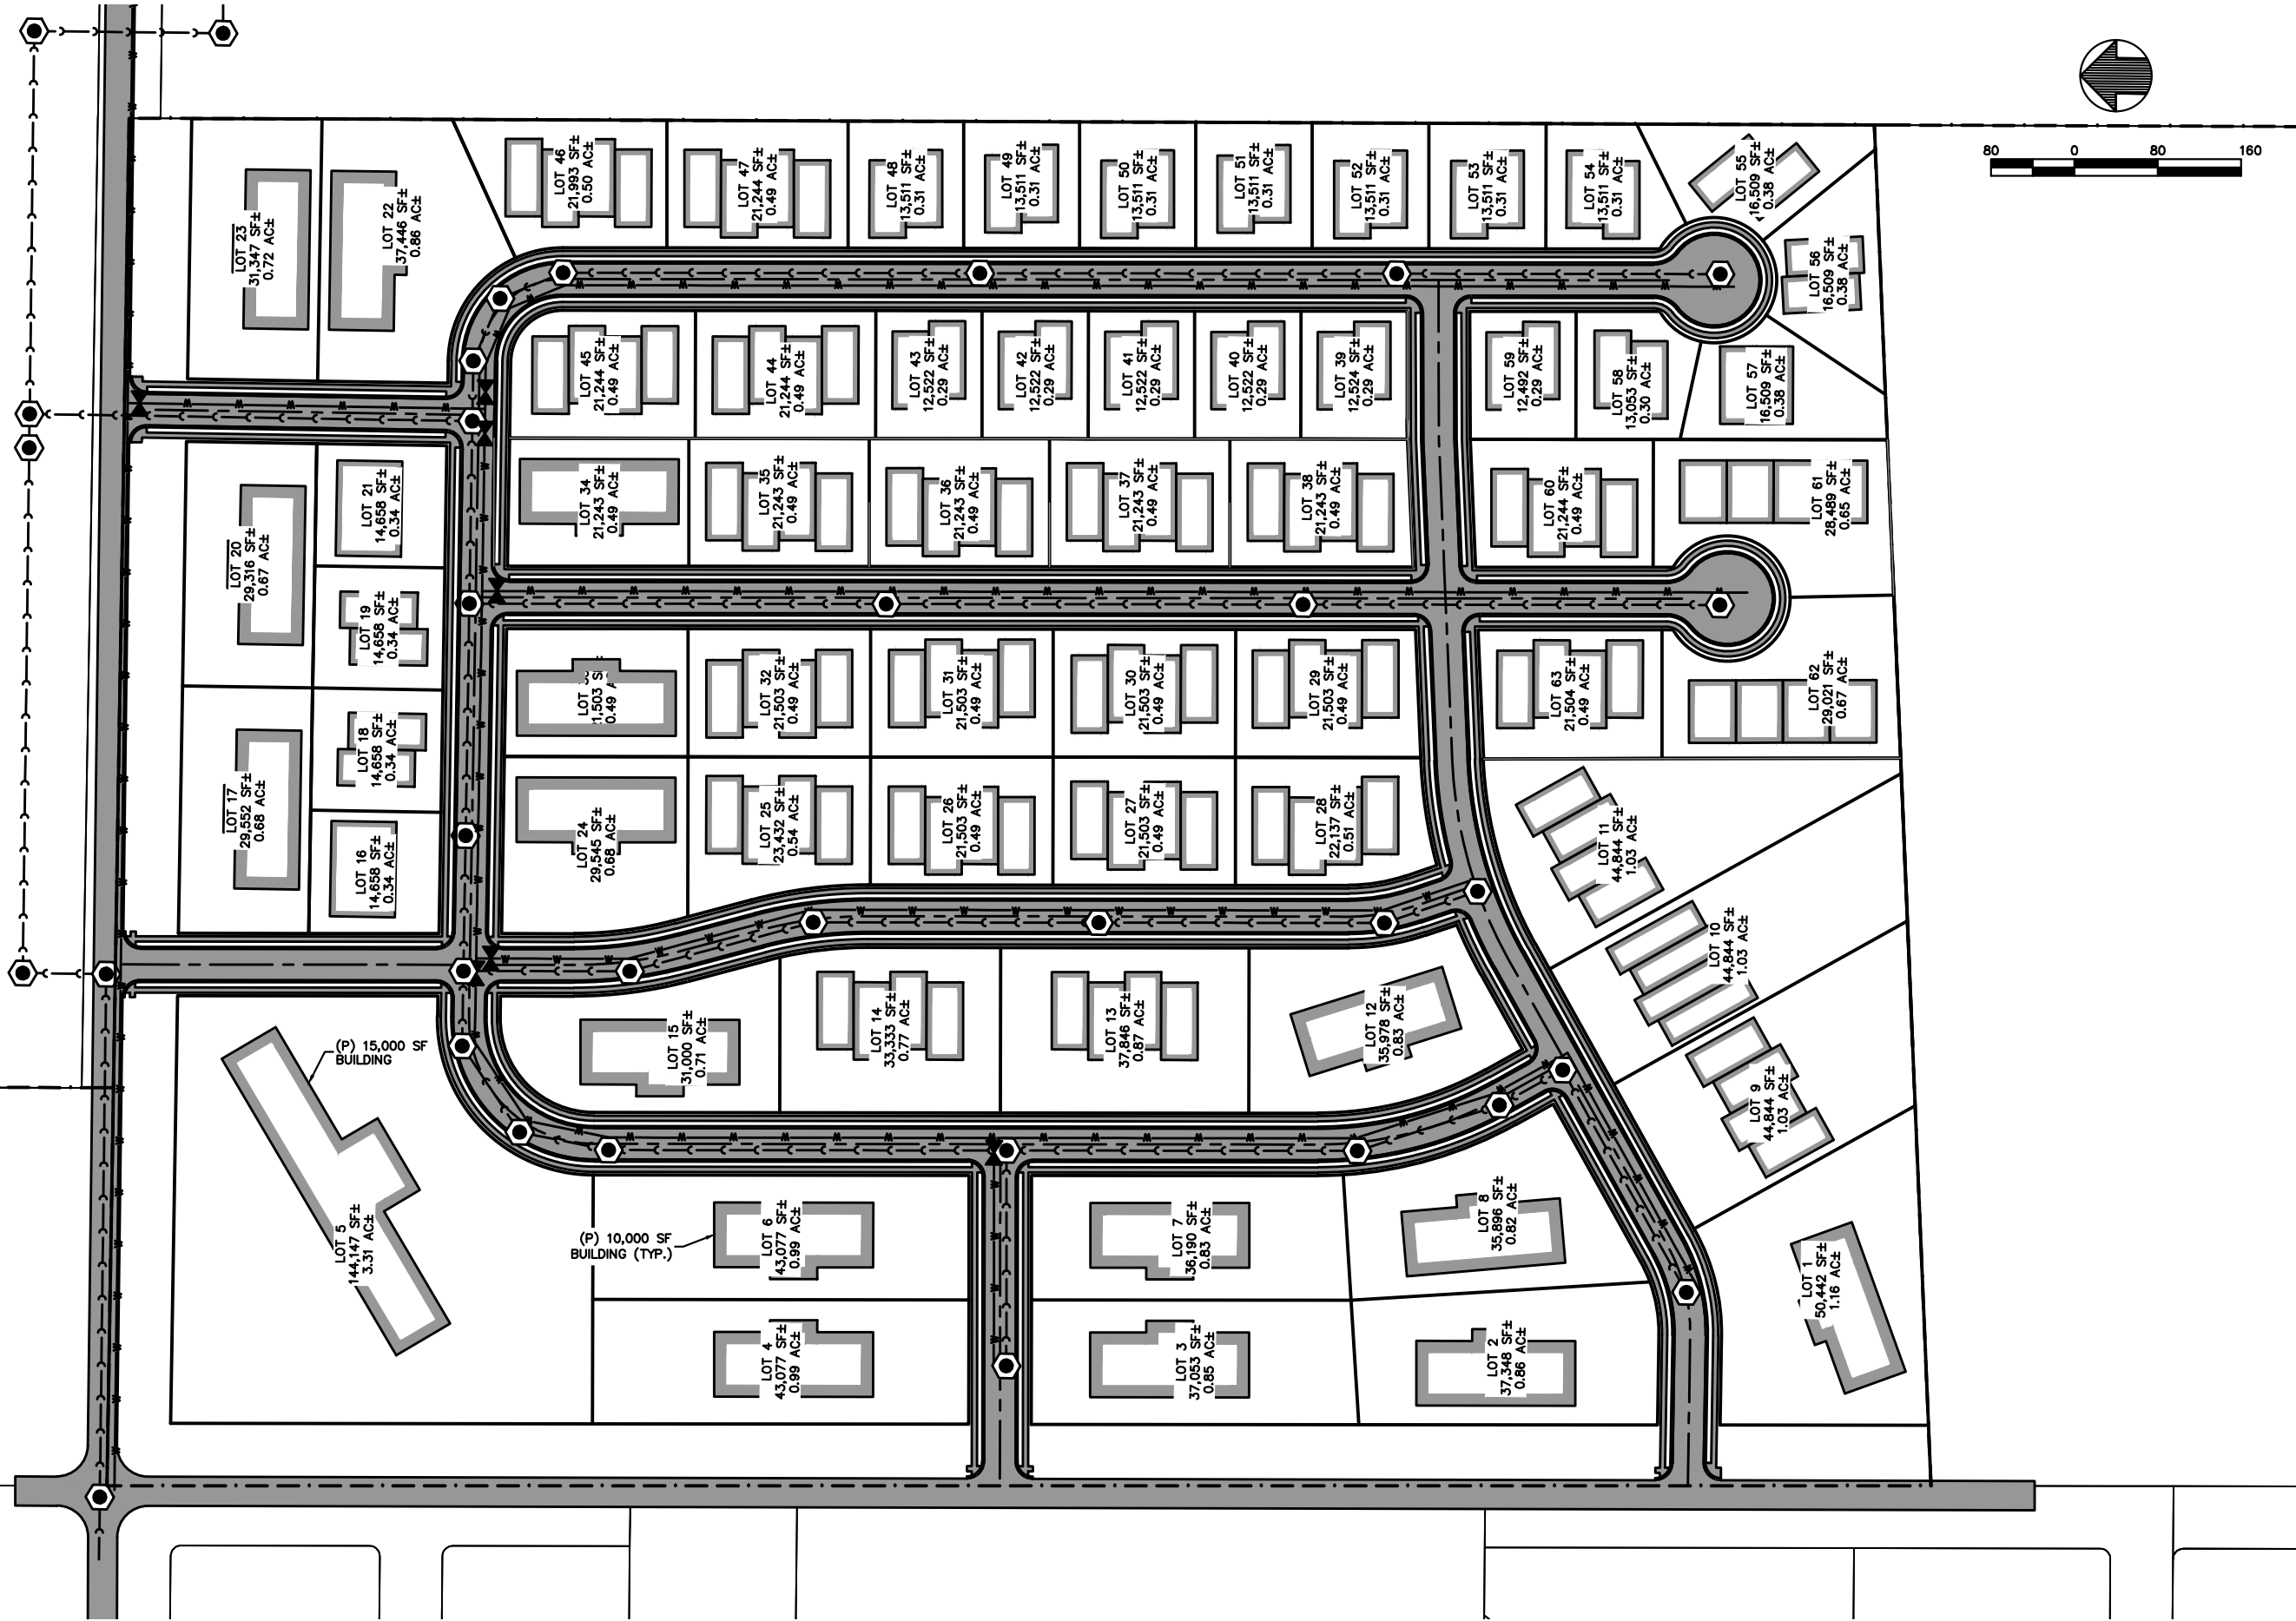 80 0 80 160
LOT 23
31,347 SF±
0.72 AC±
LOT 22
37,446 SF±
0.86 AC±
LOT 46
21,993 SF±
0.50 AC±
LOT 47
21,244 SF±
0.49 AC±
LOT 48
13,511 SF±
0.31 AC±
LOT 49
13,511 SF±
0.31 AC±
LOT 50
13,511 SF±
0.31 AC±
LOT 51
13,511 SF±
0.31 AC±
LOT 52
13,511 SF±
0.31 AC±
LOT 53
13,511 SF±
0.31 AC±
LOT 54
13,511 SF±
0.31 AC±
LOT 55
16,509 SF±
0.38 AC±
LOT 56
16,509 SF±
0.38 AC±
LOT 45
21,244 SF±
0.49 AC±
LOT 44
21,244 SF±
0.49 AC±
LOT 43
12,522 SF±
0.29 AC±
LOT 42
12,522 SF±
0.29 AC±
LOT 41
12,522 SF±
0.29 AC±
LOT 40
12,522 SF±
0.29 AC±
LOT 39
12,524 SF±
0.29 AC±
LOT 59
12,492 SF±
0.29 AC±
LOT 58
13,053 SF±
0.30 AC±
LOT 57
16,509 SF±
0.38 AC±
LOT 20
29,316 SF±
0.67 AC±
LOT 21
14,658 SF±
0.34 AC±
LOT 34
21,243 SF±
0.49 AC±
LOT 35
21,243 SF±
0.49 AC±
LOT 36
21,243 SF±
0.49 AC±
LOT 37
21,243 SF±
0.49 AC±
LOT 38
21,243 SF±
0.49 AC±
LOT 60
21,244 SF±
0.49 AC±
LOT 61
28,489 SF±
0.65 AC±
LOT 19
14,658 SF±
0.34 AC±
LOT 17
29,552 SF±
0.68 AC±
LOT 18
14,658 SF±
0.34 AC±
21,503
0.49
LOT 32
21,503 SF±
0.49 AC±
LOT 31
21,503 SF±
0.49 AC±
LOT 30
21,503 SF±
0.49 AC±
LOT 29
21,503 SF±
0.49 AC±
LOT 63
21,504 SF±
0.49 AC±
LOT 62
29,021 SF±
0.67 AC±
LOT 16
14,658 SF±
0.34 AC±
LOT 24
29,545 SF±
0.68 AC±
LOT 25
23,432 SF±
0.54 AC±
LOT 26
21,503 SF±
0.49 AC±
LOT 27
21,503 SF±
0.49 AC±
LOT 28
22,137 SF±
0.51 AC±
LOT 11
44,844 SF±
1.03 AC±
LOT 10
44,844 SF±
1.03 AC±
LOT 9
44,844 SF±
1.03 AC±
(P) 15,000 SF
BUILDING
LOT 15
31,000 SF±
0.71 AC±
LOT 14
33,333 SF±
0.77 AC±
LOT 13
37,846 SF±
0.87 AC±
LOT 12
35,978 SF±
0.83 AC±
LOT 5
144,147 SF±
3.31 AC±
(P) 10,000 SF
BUILDING (TYP.)
LOT 6
43,077 SF±
0.99 AC±
LOT 7
36,190 SF±
0.83 AC±
LOT 8
35,896 SF±
0.82 AC±
LOT 1
50,442 SF±
1.16 AC±
LOT 4
43,077 SF±
0.99 AC±
LOT 3
37,053 SF±
0.85 AC±
LOT 2
37,348 SF±
0.86 AC±